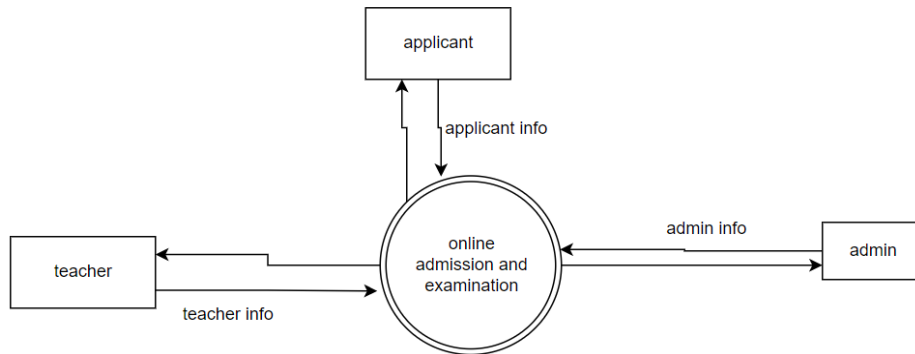 applicant
applicant info
admin info
online
admission and
examination
admin
teacher
teacher info